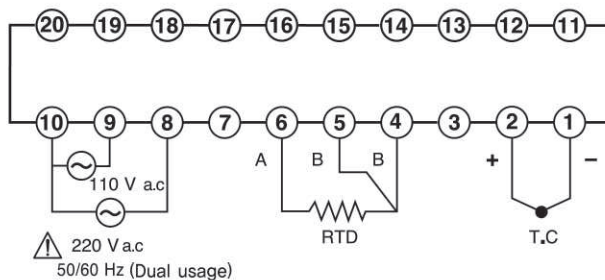 20 19 18 17 16 15 14 13 12 11
10 9 8 7 6 5 4 3 2 1
A B B + −
110 V a.c
RTD
T.C
220 V a.c
50/60 Hz (Dual usage)